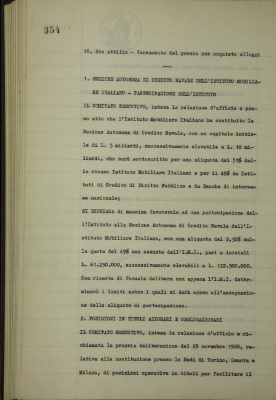 354
16. Ora Attilio - Versamento del prezzo per acquisto alloggi
1. SEZIONE AUTONOMA DI CREDITO NAVALE DELL'ISTITUTO MOBILIA-
RE ITALIANO - PARTECIPAZIONE DELL'ISTITUTO
IL COMITATO ESECUTIVO, intesa la relazione d'ufficio e pre-
so atto che l'Istituto Mobiliare Italiano ha costituito la
Sezione Autonoma di Credito Navale, con un capitale inizia-
le di L. 5 miliardi, successivamente elevabile a L. 10 mi-
liardi, che sarà sottoscritto per una aliquota del 51% dal-
lo stesso Istituto Mobiliare Italiano e per il 49% da Isti-
tuti di Credito di Diritto Pubblico e da Banche di interes-
se nazionale;
SI DICHIARA di massima favorevole ad una partecipazione del-
l'Istituto alla Sezione Autonoma di Credito Navale dell'I-
stituto Mobiliare Italiano, con una aliquota del 2,50% sul-
la quota del 49% non assunta dall'I.M.I., pari a iniziali
L. 61.250.000, successivamente elevabili a L. 122.500.000.
Con riserva di formale delibera non appena l'I.M.I. deter-
minerà i limiti entro i quali si darà corso all'assegnazio-
ne delle aliquote di partecipazione.
2. POSIZIONI IN TITOLI AZIONARI E OBBLIGAZIONARI
IL COMITATO ESECUTIVO, intesa la relazione d'ufficio e ri-
chiamata la propria deliberazione del 25 novembre 1960, re-
lativa alla costituzione presso le Sedi di Torino, Genova e
Milano, di posizioni operative in titoli per facilitare il